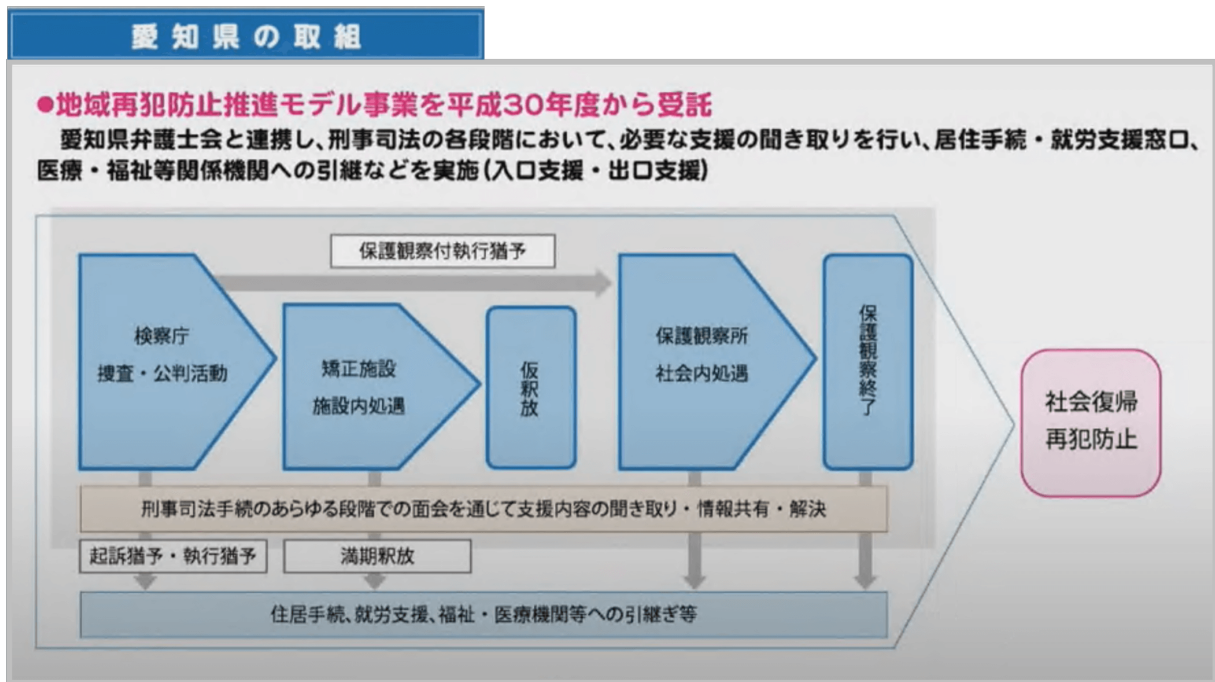 愛知県の取組
●地域再犯防止推進モデル事業を平成30年度から受託
愛知県弁護士会と連携し、刑事司法の各段階において、必要な支援の聞き取りを行い、居住手続・就労支援窓口、
医療・福祉等関係機関への引継などを実施（入口支援・出口支援）
保護観察付執行猶予
検察庁
捜査・公判活動
矯正施設
施設内処遇
仮釈放
保護観察所
社会内処遇
保護観察終了
社会復帰
再犯防止
刑事司法手続のあらゆる段階での面会を通じて支援内容の聞き取り・情報共有・解決
起訴猶予・執行猶予
満期釈放
住居手続、就労支援、福祉・医療機関等への引継ぎ等